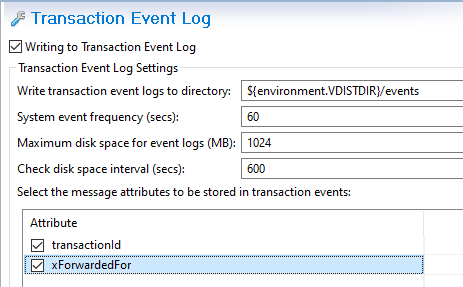 Transaction Event Log
Writing to Transaction Event Log
Transaction Event Log Settings
Write transaction event logs to directory: ${environment.VDISTDIR}/events
System event frequency (secs): 60
Maximum disk space for event logs (MB): 1024
Check disk space interval (secs): 600
Select the message attributes to be stored in transaction events:
Attribute
transactionId
xForwardedFor